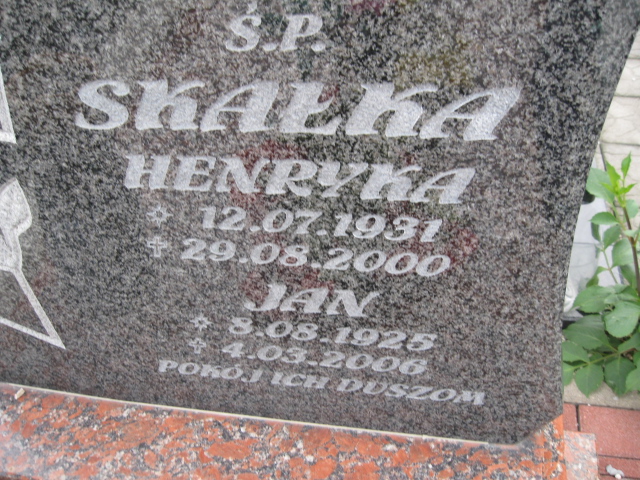 Ś.P.
SKAŁKA
HENRYKA
☼ 12.07.1931
✝ 29.08.2000
JAN
☼ 8.08.1925
✝ 4.03.2006
POKÓJ ICH DUSZOM